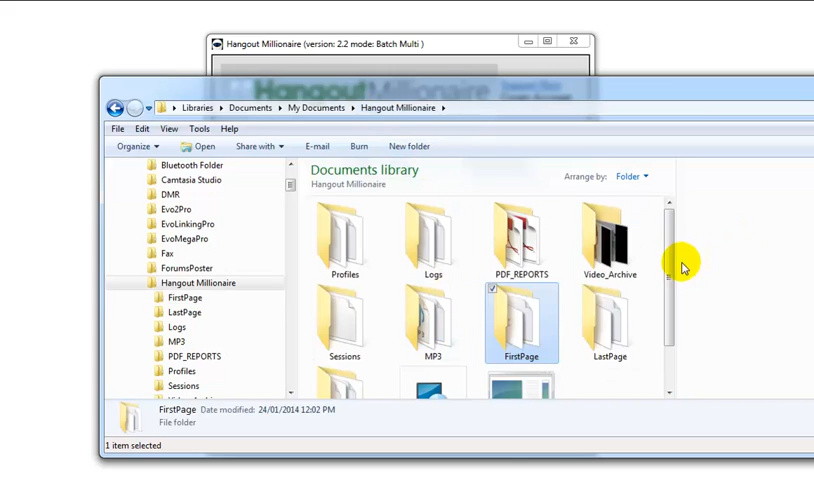 Hangout Millionaire (version: 2.2 mode: Batch Multi )
HangoutMillionaire
Libraries Documents My Documents Hangout Millionaire
File Edit View Tools Help
Organize Open Share with E-mail Burn New folder
Bluetooth Folder
Camtasia Studio
DMR
Evo2Pro
EvoLinkingPro
EvoMegaPro
Fax
ForumsPoster
Hangout Millionaire
FirstPage
LastPage
Logs
MP3
PDF_REPORTS
Profiles
Sessions
Documents library
Hangout Millionaire
Arrange by: Folder
Profiles Logs PDF_REPORTS Video_Archive
Sessions MP3 FirstPage LastPage
FirstPage Date modified: 24/01/2014 12:02 PM
File folder
1 item selected